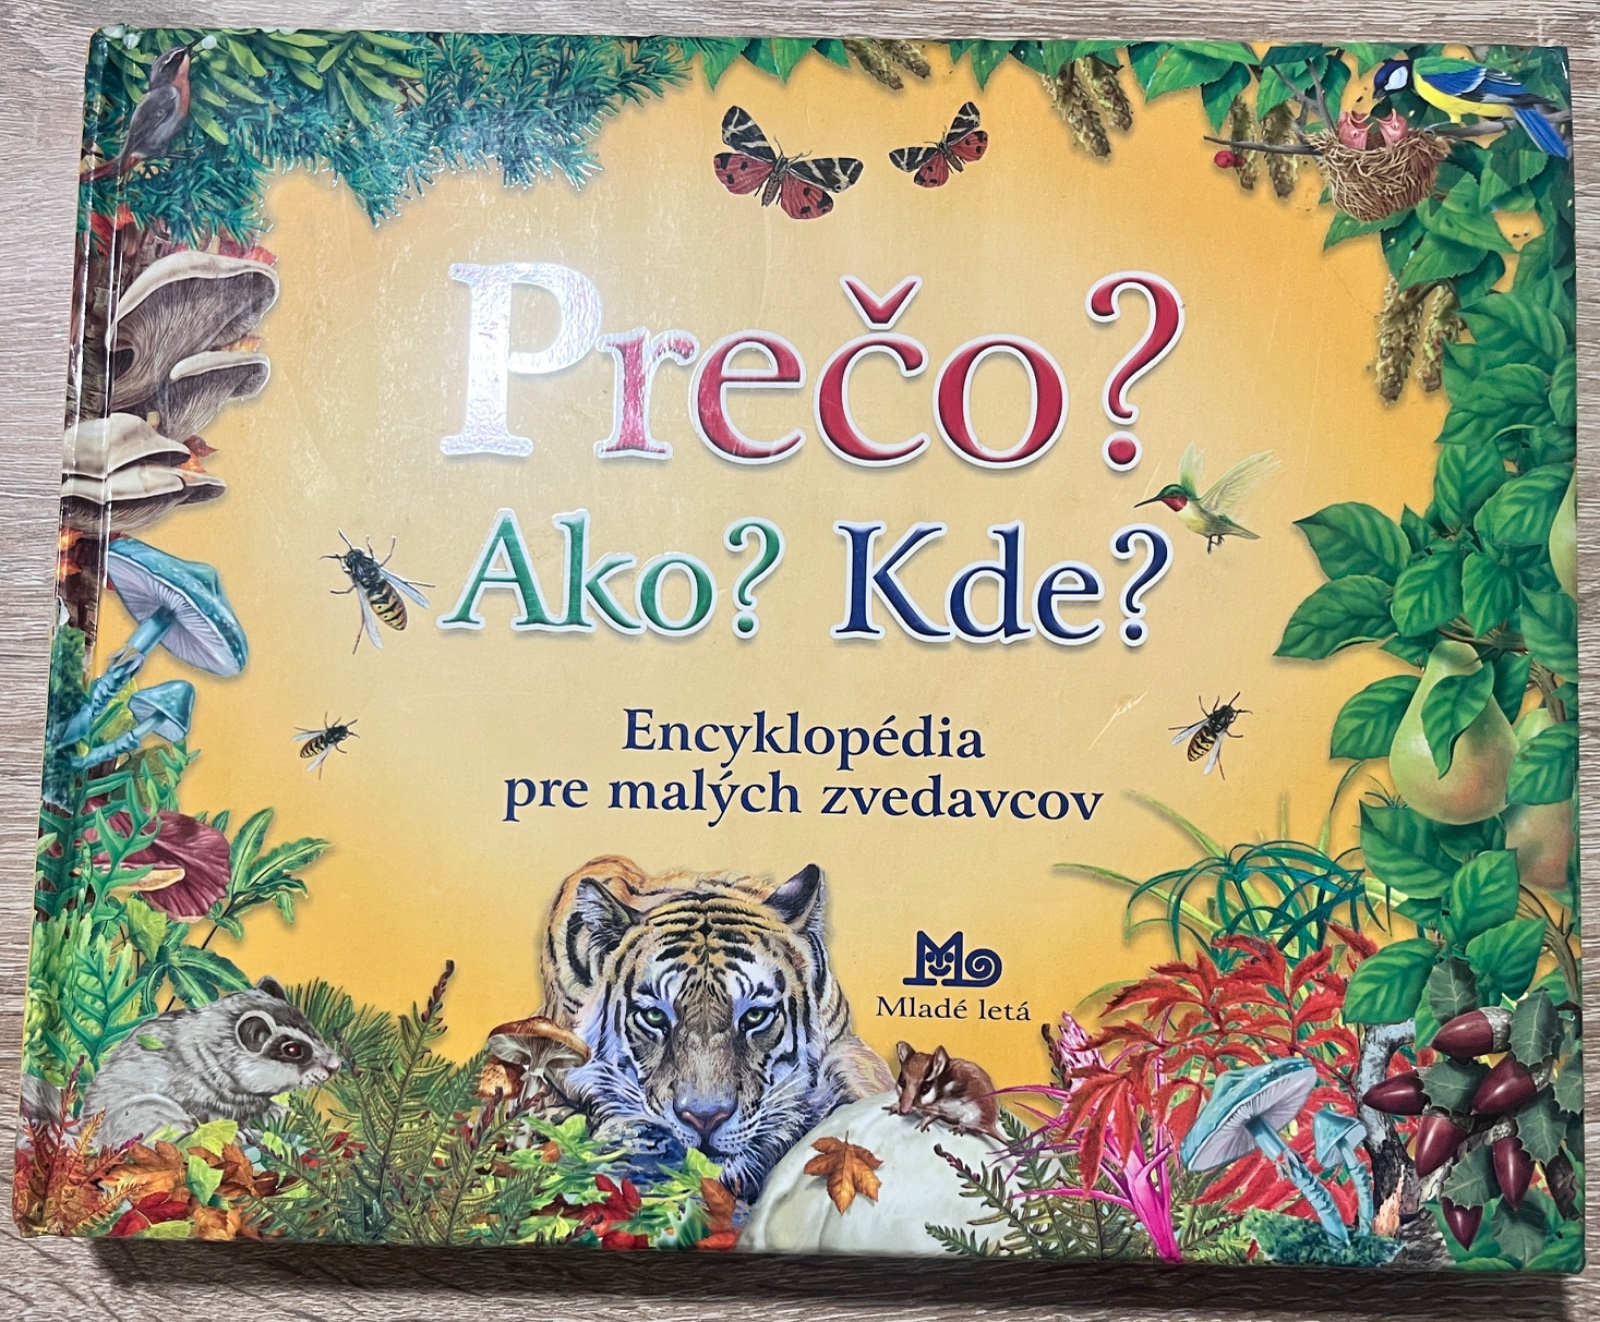 Prečo?
Ako? Kde?
Encyklopédia
pre malých zvedavcov
Mladé letá